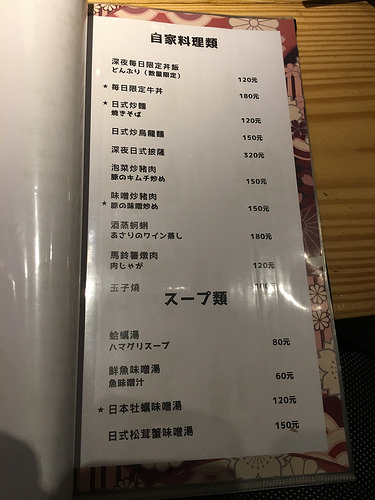 自家料理類
深夜每日限定丼飯
どんぶり（数量限定）
120元
★ 每日限定牛丼
180元
★ 日式炒麵
焼きそば
120元
日式炒烏龍麵
150元
深夜日式披薩
320元
泡菜炒豬肉
豚のキムチ炒め
150元
味噌炒豬肉
★ 豚の味噌炒め
150元
酒蒸蚵蜊
あさりのワイン蒸し
180元
馬鈴薯燉肉
肉じゃが
120元
玉子燒
スープ類
蛤蠣湯
ハマグリスープ
80元
鮮魚味噌湯
魚味噌汁
60元
★ 日本牡蠣味噌湯
120元
日式松茸蟹味噌湯
150元